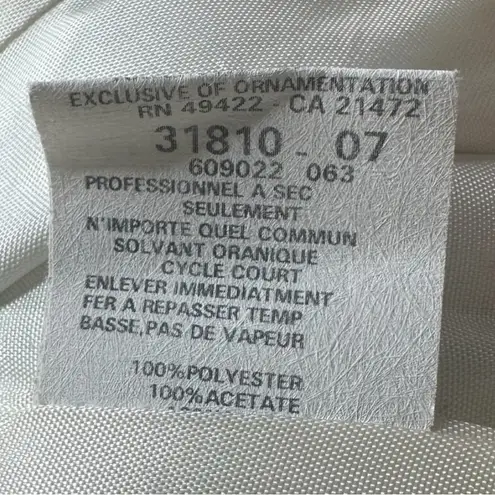 EXCLUSIVE OF ORNAMENTATION
RN 49422 - CA 21472
31810 - 07
609022 063
PROFESSIONNEL A SEC
SEULEMENT
N'IMPORTE QUEL COMMUN
SOLVANT ORANIQUE
CYCLE COURT
ENLEVER IMMEDIATMENT
FER A REPASSER TEMP
BASSE,PAS DE VAPEUR
100%POLYESTER
100%ACETATE